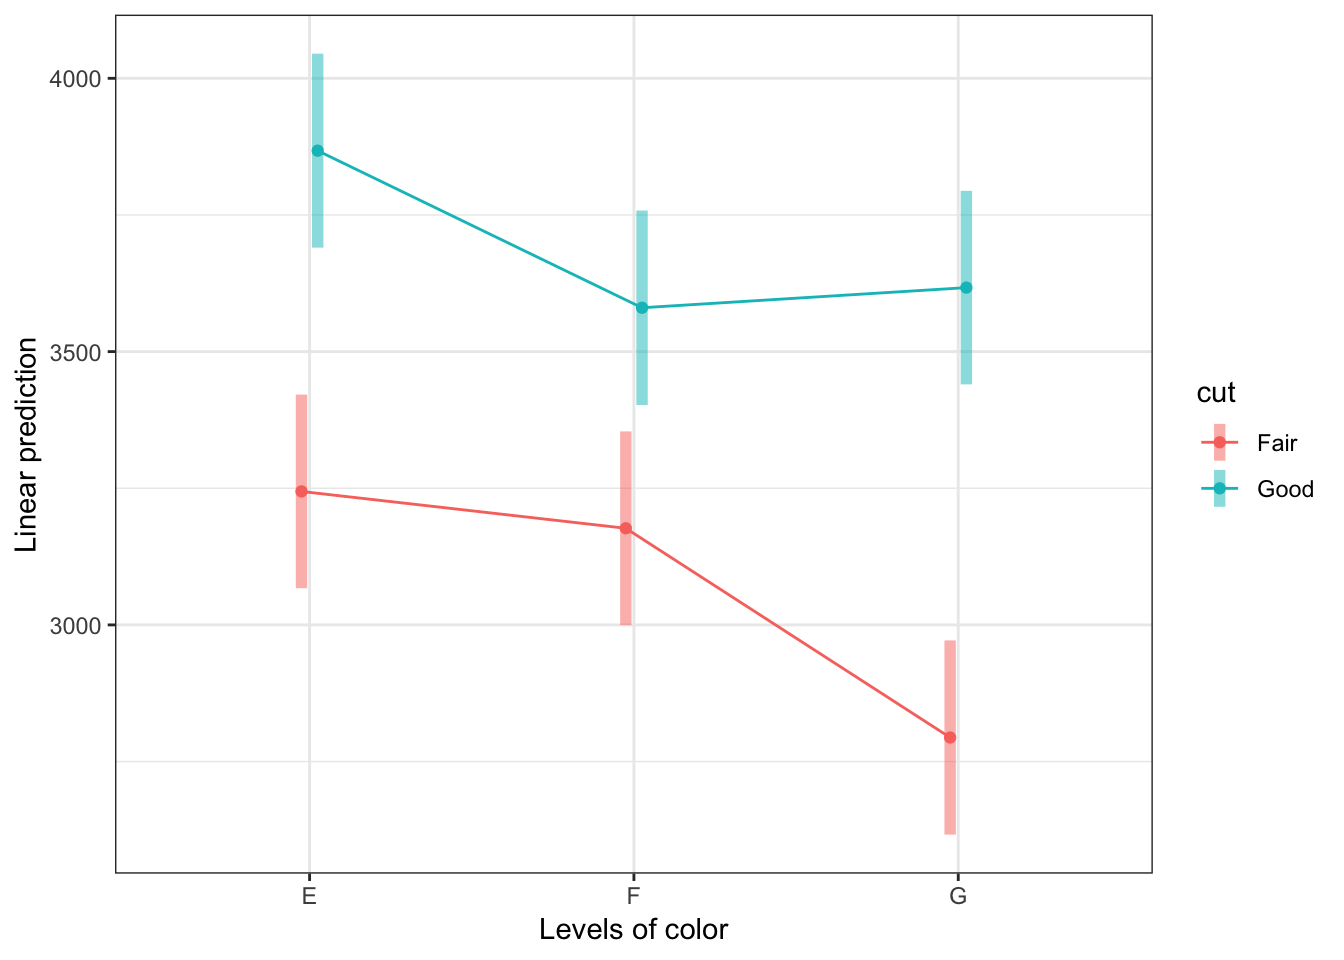 4000
3500
3000
Linear prediction
E
F
G
Levels of color
cut
Fair
Good